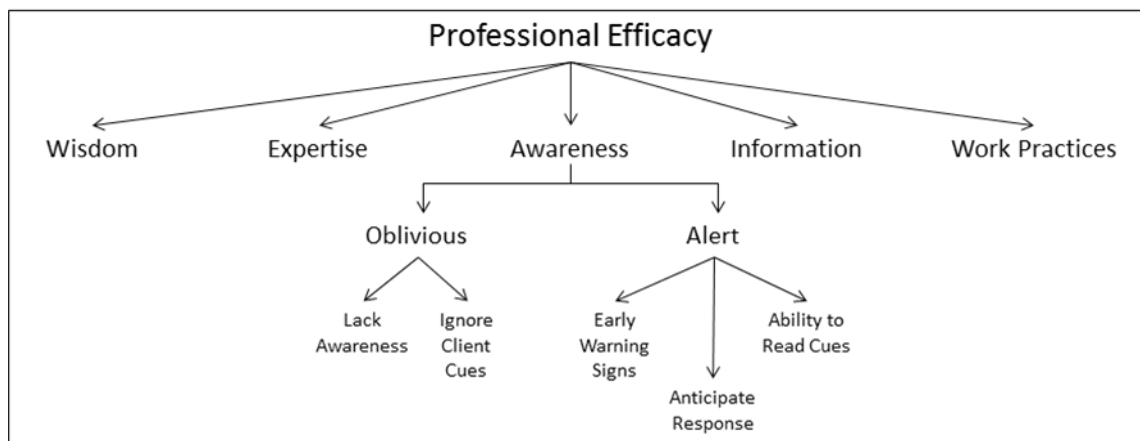 Professional Efficacy
Wisdom
Expertise
Awareness
Information
Work Practices
Oblivious
Alert
Lack
Awareness
Ignore
Client
Cues
Early
Warning
Signs
Anticipate
Response
Ability to
Read Cues